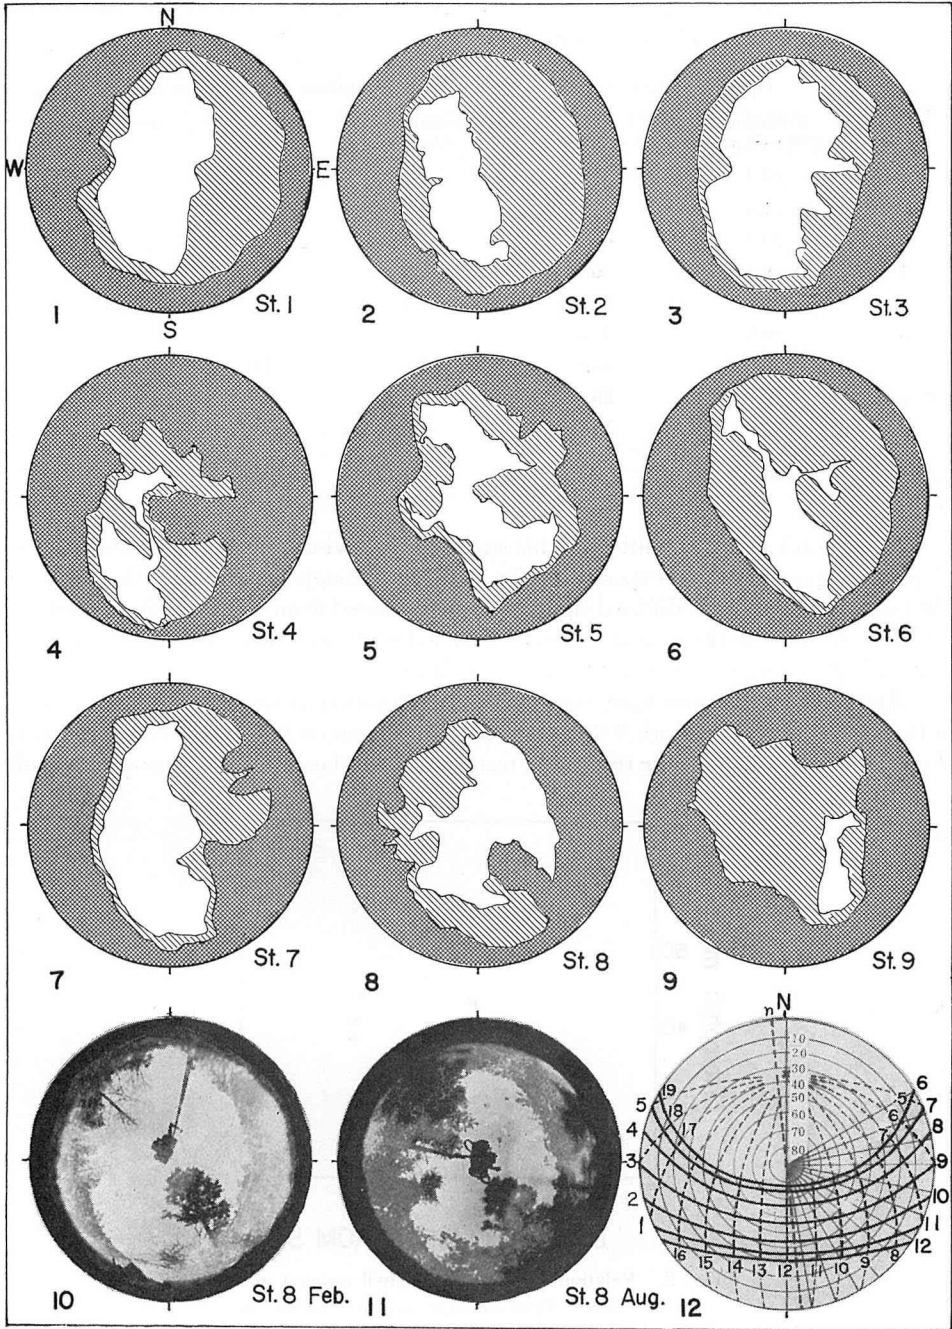 N
W E
1 St. 1 2 St. 2 3 St. 3
S
4 St. 4 5 St. 5 6 St. 6
7 St. 7 8 St. 8 9 St. 9
n N
10
20
30
40
50
60
70
80
19 18 17
5 4 3 2 1
5 6 7
6 7 8 9 10 11 12
16 15 14 13 12 11 10 9 8
10 St. 8 Feb. 11 St. 8 Aug. 12